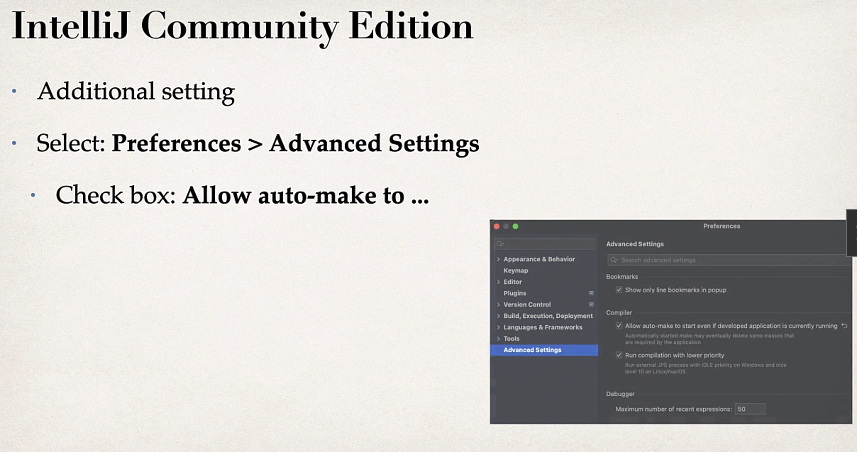 IntelliJ Community Edition
• Additional setting
• Select: Preferences > Advanced Settings
• Check box: Allow auto-make to ...
Preferences
Appearance & Behavior
Keymap
Editor
Plugins
Version Control
Build, Execution, Deployment
Languages & Frameworks
Tools
Advanced Settings
Advanced Settings
Search advanced settings
Bookmarks
Show only line bookmarks in popup
Compiler
Allow auto-make to start even if developed application is currently running
Automatically started make may eventually delete some classes that
are required by the application
Run compilation with lower priority
Run external JPS process with IDLE priority on Windows and nice
level 10 on Linux/macOS
Debugger
Maximum number of recent expressions: 50